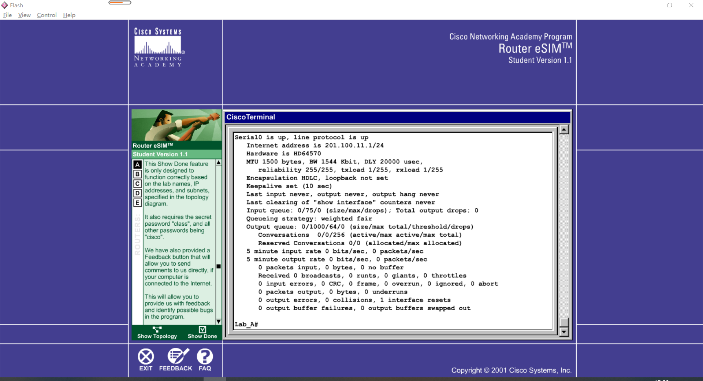 Flash
File View Control Help
CISCO SYSTEMS
NETWORKING
ACADEMY
Cisco Networking Academy Program
Router eSIM™
Student Version 1.1
Router eSIM™
Student Version 1.1
A
B
C
D
E
ROUTERS
This Show Done feature
is only designed to
function correctly based
on the lab names, IP
addresses, and subnets,
specified in the topology
diagram.
It also requires the secret
password "class", and all
other passwords being
"cisco".
We have also provided a
Feedback button that will
allow you to send
comments to us directly, if
your computer is
connected to the Internet.
This will allow you to
provide us with feedback
and identify possible bugs
in the program.
Show Topology Show Done
CiscoTerminal
Serial0 is up, line protocol is up
Internet address is 201.100.11.1/24
Hardware is HD64570
MTU 1500 bytes, BW 1544 Kbit, DLY 20000 usec,
reliability 255/255, txload 1/255, rxload 1/255
Encapsulation HDLC, loopback not set
Keepalive set (10 sec)
Last input never, output never, output hang never
Last clearing of "show interface" counters never
Input queue: 0/75/0 (size/max/drops); Total output drops: 0
Queueing strategy: weighted fair
Output queue: 0/1000/64/0 (size/max total/threshold/drops)
Conversations 0/0/256 (active/max active/max total)
Reserved Conversations 0/0 (allocated/max allocated)
5 minute input rate 0 bits/sec, 0 packets/sec
5 minute output rate 0 bits/sec, 0 packets/sec
0 packets input, 0 bytes, 0 no buffer
Received 0 broadcasts, 0 runts, 0 giants, 0 throttles
0 input errors, 0 CRC, 0 frame, 0 overrun, 0 ignored, 0 abort
0 packets output, 0 bytes, 0 underruns
0 output errors, 0 collisions, 1 interface resets
0 output buffer failures, 0 output buffers swapped out
Lab_A#
EXIT FEEDBACK FAQ
Copyright © 2001 Cisco Systems, Inc.